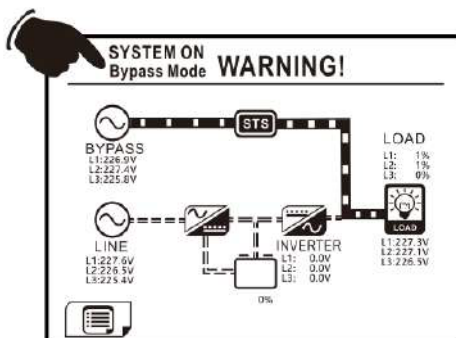 SYSTEM ON
Bypass Mode WARNING!
STS
BYPASS
L1:226.9V
L2:227.4V
L3:225.8V
LOAD
L1: 1%
L2: 1%
L3: 0%
LOAD
L1:227.3V
L2:227.1V
L3:226.5V
LINE
L1:227.6V
L2:226.5V
L3:225.4V
INVERTER
L1: 0.0V
L2: 0.0V
L3: 0.0V
0%